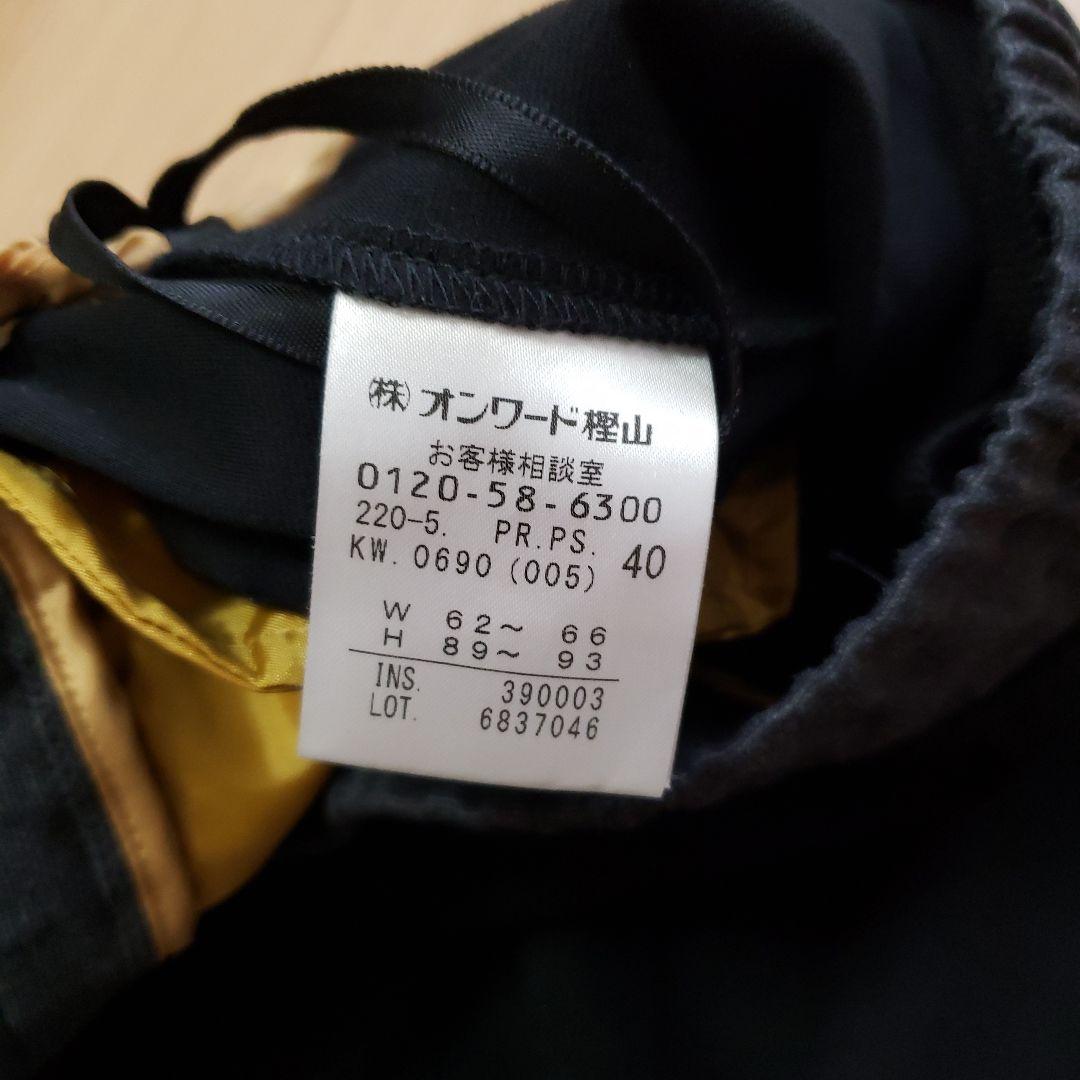 ㈱オンワード樫山
お客様相談室
0120-58-6300
220-5. PR.PS. 40
KW. 0690 (005)
W 62～ 66
H 89～ 93
INS. 390003
LOT. 6837046